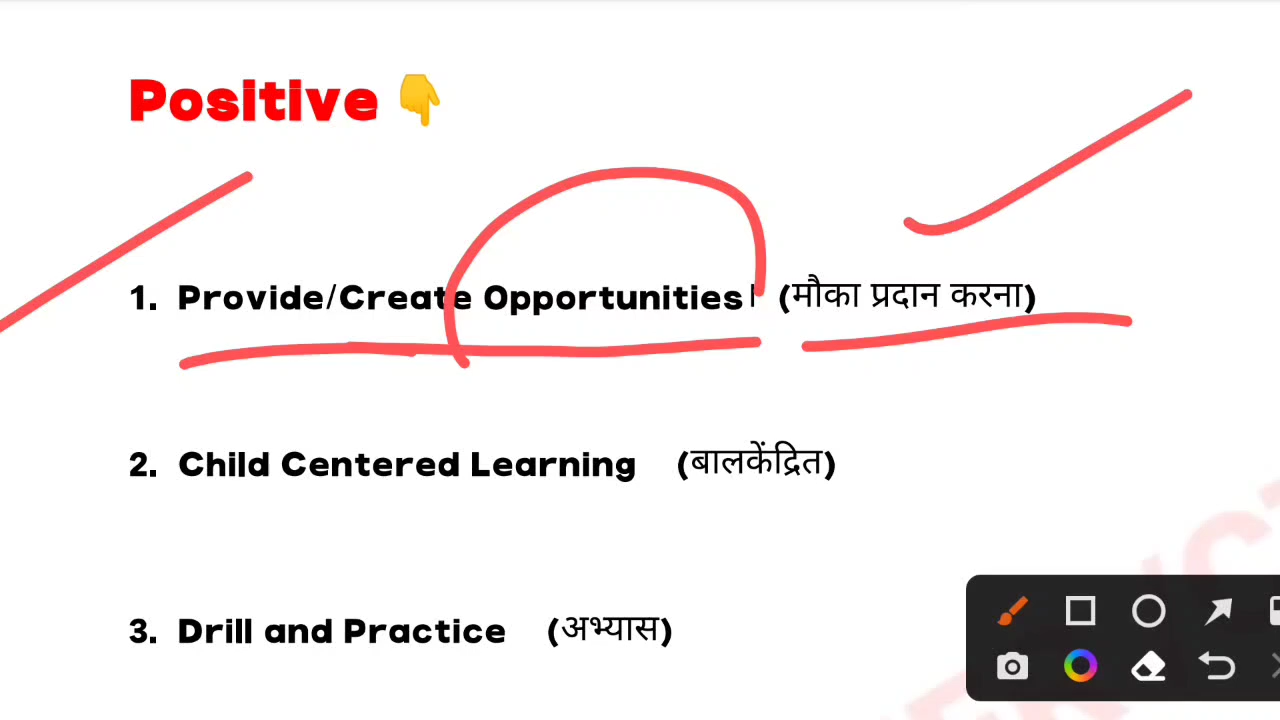 Positive 👇
1. Provide/Create Opportunities। (मौका प्रदान करना)
2. Child Centered Learning (बालकेंद्रित)
3. Drill and Practice (अभ्यास)